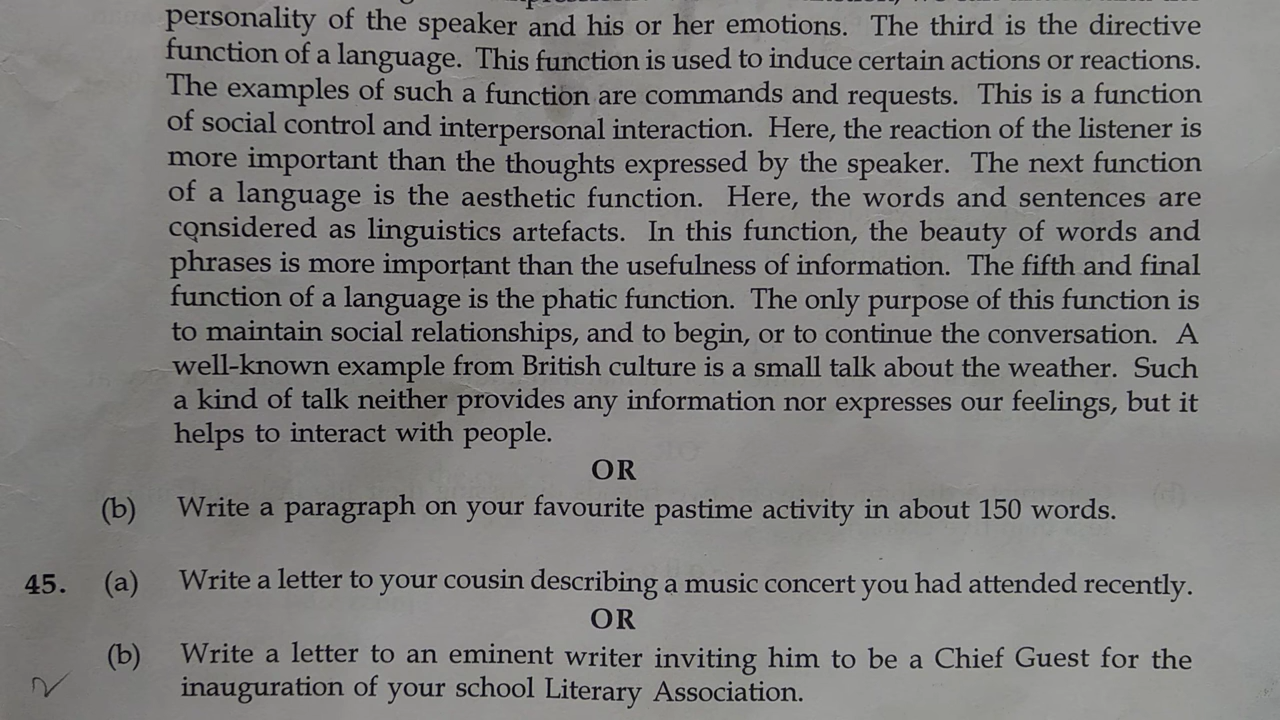 personality of the speaker and his or her emotions. The third is the directive
function of a language. This function is used to induce certain actions or reactions.
The examples of such a function are commands and requests. This is a function
of social control and interpersonal interaction. Here, the reaction of the listener is
more important than the thoughts expressed by the speaker. The next function
of a language is the aesthetic function. Here, the words and sentences are
considered as linguistics artefacts. In this function, the beauty of words and
phrases is more important than the usefulness of information. The fifth and final
function of a language is the phatic function. The only purpose of this function is
to maintain social relationships, and to begin, or to continue the conversation. A
well-known example from British culture is a small talk about the weather. Such
a kind of talk neither provides any information nor expresses our feelings, but it
helps to interact with people.
OR
(b) Write a paragraph on your favourite pastime activity in about 150 words.
45. (a) Write a letter to your cousin describing a music concert you had attended recently.
OR
(b) Write a letter to an eminent writer inviting him to be a Chief Guest for the
inauguration of your school Literary Association.